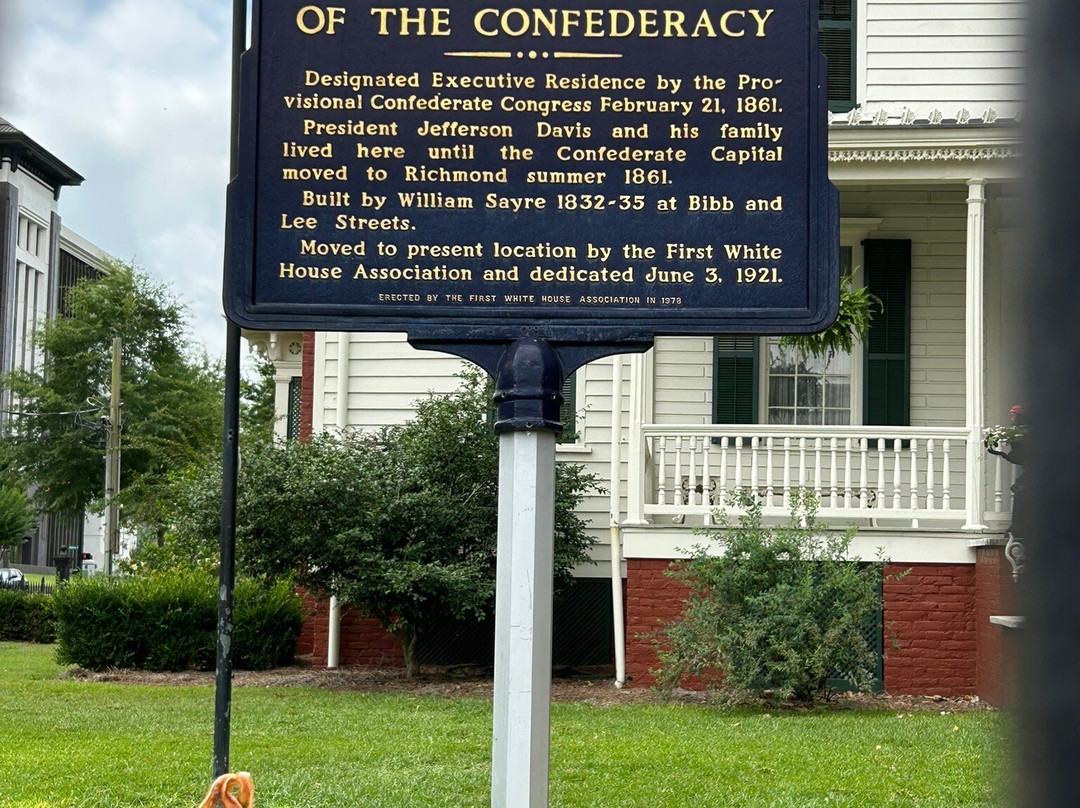 OF THE CONFEDERACY
Designated Executive Residence by the Pro-
visional Confederate Congress February 21, 1861.
President Jefferson Davis and his family
lived here until the Confederate Capital
moved to Richmond summer 1861.
Built by William Sayre 1832-35 at Bibb and
Lee Streets.
Moved to present location by the First White
House Association and dedicated June 3, 1921.
ERECTED BY THE FIRST WHITE HOUSE ASSOCIATION IN 1978